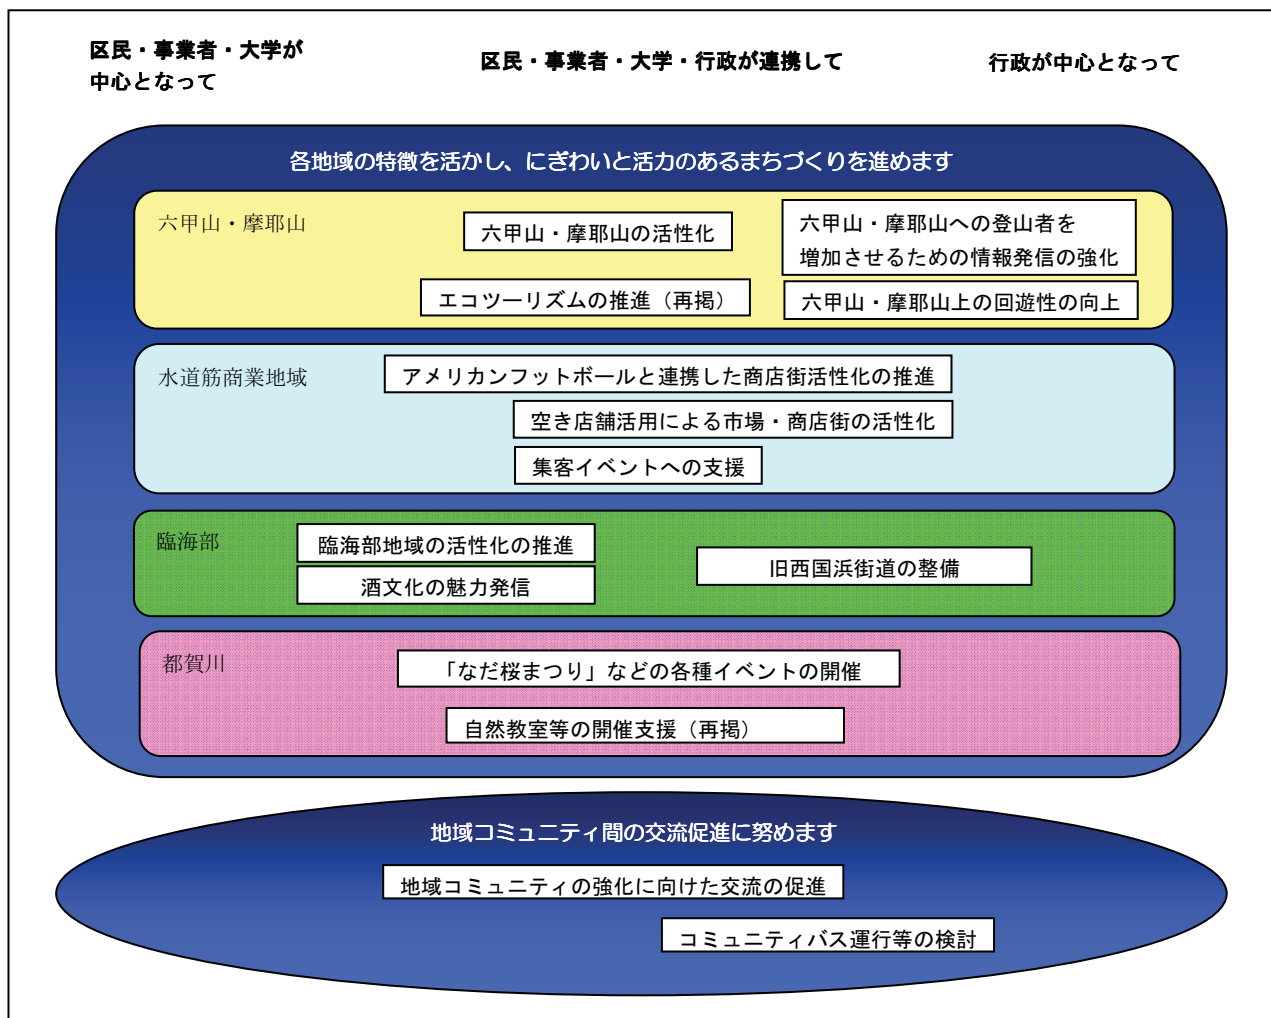 区民・事業者・大学が
中心となって
区民・事業者・大学・行政が連携して
行政が中心となって
各地域の特徴を活かし、にぎわいと活力のあるまちづくりを進めます
六甲山・摩耶山
六甲山・摩耶山の活性化
六甲山・摩耶山への登山者を
増加させるための情報発信の強化
エコツーリズムの推進（再掲）
六甲山・摩耶山上の回遊性の向上
水道筋商業地域
アメリカンフットボールと連携した商店街活性化の推進
空き店舗活用による市場・商店街の活性化
集客イベントへの支援
臨海部
臨海部地域の活性化の推進
酒文化の魅力発信
旧西国浜街道の整備
都賀川
「なだ桜まつり」などの各種イベントの開催
自然教室等の開催支援（再掲）
地域コミュニティ間の交流促進に努めます
地域コミュニティの強化に向けた交流の促進
コミュニティバス運行等の検討